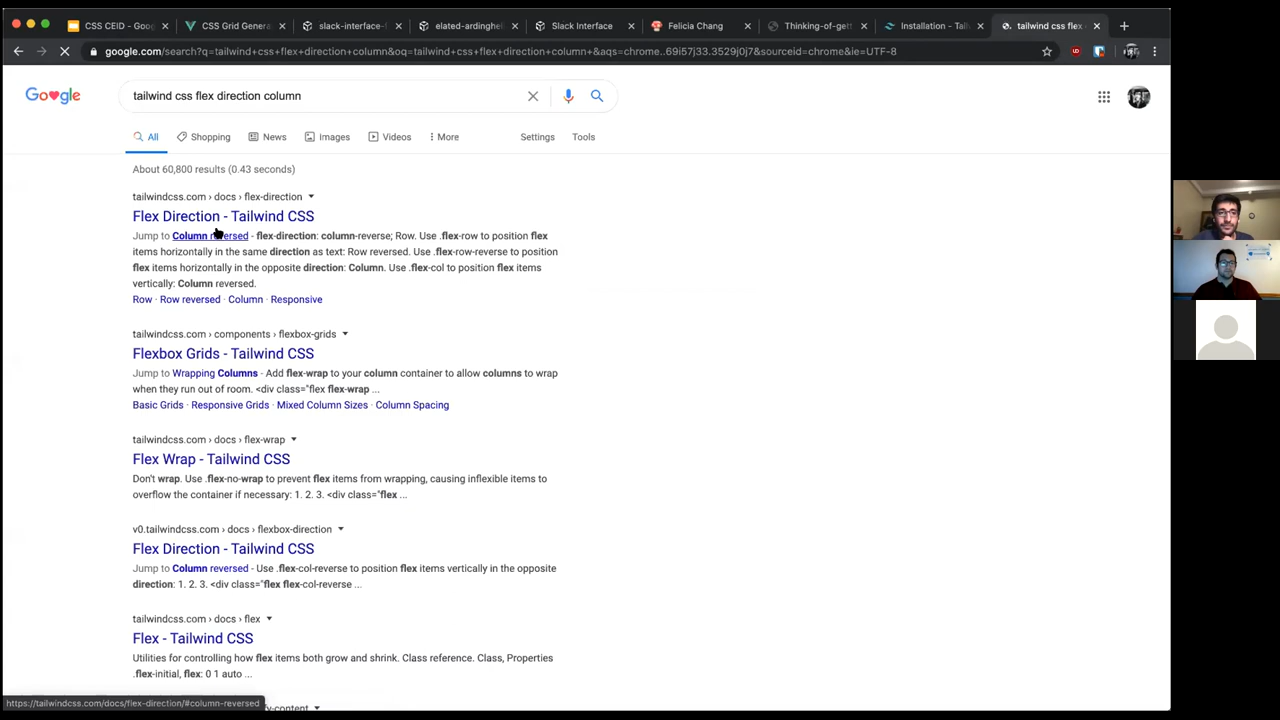 CSS CEID - Goog
CSS Grid Genera
slack-interface-l
elated-ardinghel
Slack Interface
Felicia Chang
Thinking-of-gett
Installation - Tail
tailwind css flex
google.com/search?q=tailwind+css+flex+direction+column&oq=tailwind+css+flex+direction+column+&aqs=chrome..69i57j33.3529j0j7&sourceid=chrome&ie=UTF-8
tailwind css flex direction column
All Shopping News Images Videos More Settings Tools
About 60,800 results (0.43 seconds)
tailwindcss.com › docs › flex-direction
Flex Direction - Tailwind CSS
Jump to Column reversed - flex-direction: column-reverse; Row. Use .flex-row to position flex
items horizontally in the same direction as text: Row reversed. Use .flex-row-reverse to position
flex items horizontally in the opposite direction: Column. Use .flex-col to position flex items
vertically: Column reversed.
Row · Row reversed · Column · Responsive
tailwindcss.com › components › flexbox-grids
Flexbox Grids - Tailwind CSS
Jump to Wrapping Columns - Add flex-wrap to your column container to allow columns to wrap
when they run out of room. <div class="flex flex-wrap ...
Basic Grids · Responsive Grids · Mixed Column Sizes · Column Spacing
tailwindcss.com › docs › flex-wrap
Flex Wrap - Tailwind CSS
Don't wrap. Use .flex-no-wrap to prevent flex items from wrapping, causing inflexible items to
overflow the container if necessary: 1. 2. 3. <div class="flex ...
v0.tailwindcss.com › docs › flexbox-direction
Flex Direction - Tailwind CSS
Jump to Column reversed - Use .flex-col-reverse to position flex items vertically in the opposite
direction: 1. 2. 3. <div class="flex flex-col-reverse ...
tailwindcss.com › docs › flex
Flex - Tailwind CSS
Utilities for controlling how flex items both grow and shrink. Class reference. Class, Properties
.flex-initial, flex: 0 1 auto ...
https://tailwindcss.com/docs/flex-direction/#column-reversed
fy-content